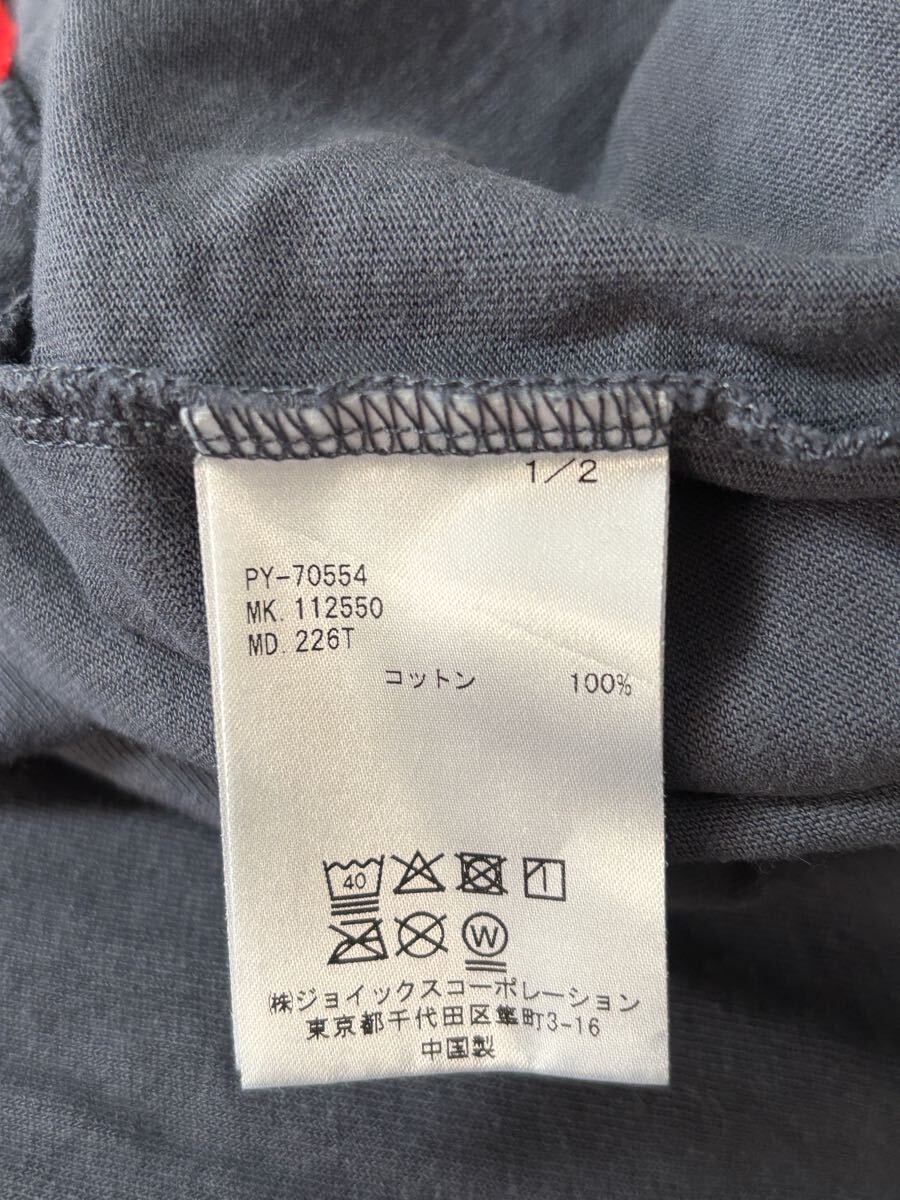 1/2
PY-70554
MK. 112550
MD. 226T
コットン 100%
40
W
㈱ジョイックスコーポレーション
東京都千代田区隼町3-16
中国製